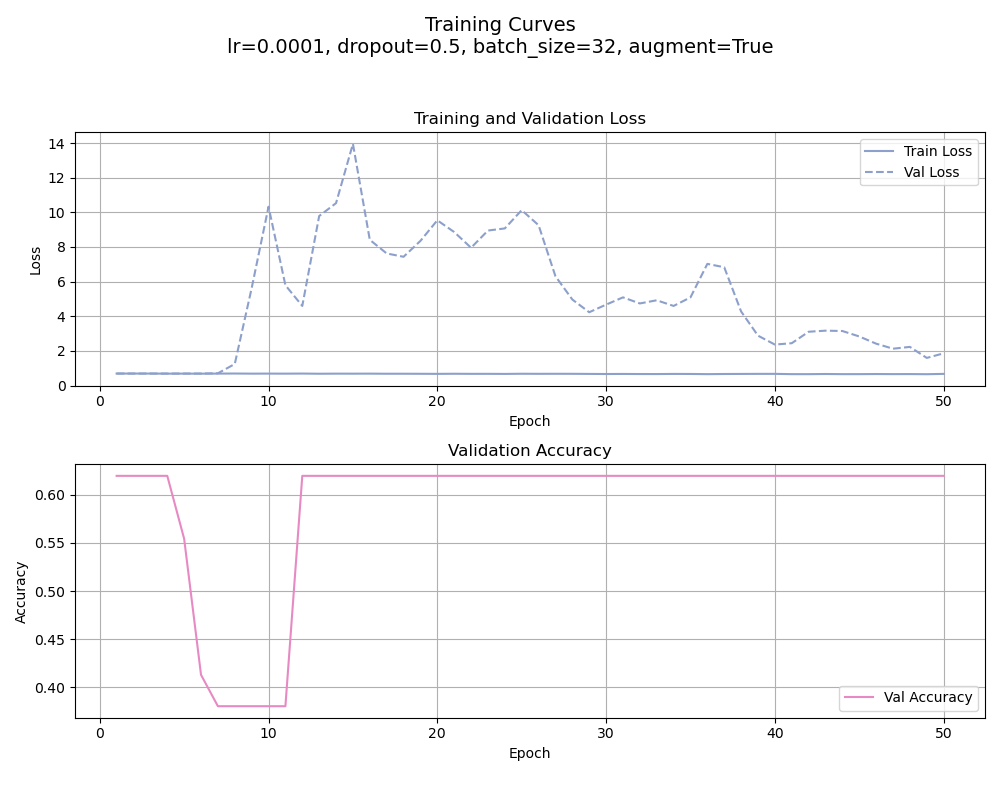 Training Curves
lr=0.0001, dropout=0.5, batch_size=32, augment=True
Training and Validation Loss
14
12
10
8
6
4
2
0
Loss
Train Loss
Val Loss
0 10 20 30 40 50
Epoch
Validation Accuracy
0.60
0.55
0.50
0.45
0.40
Accuracy
Val Accuracy
0 10 20 30 40 50
Epoch